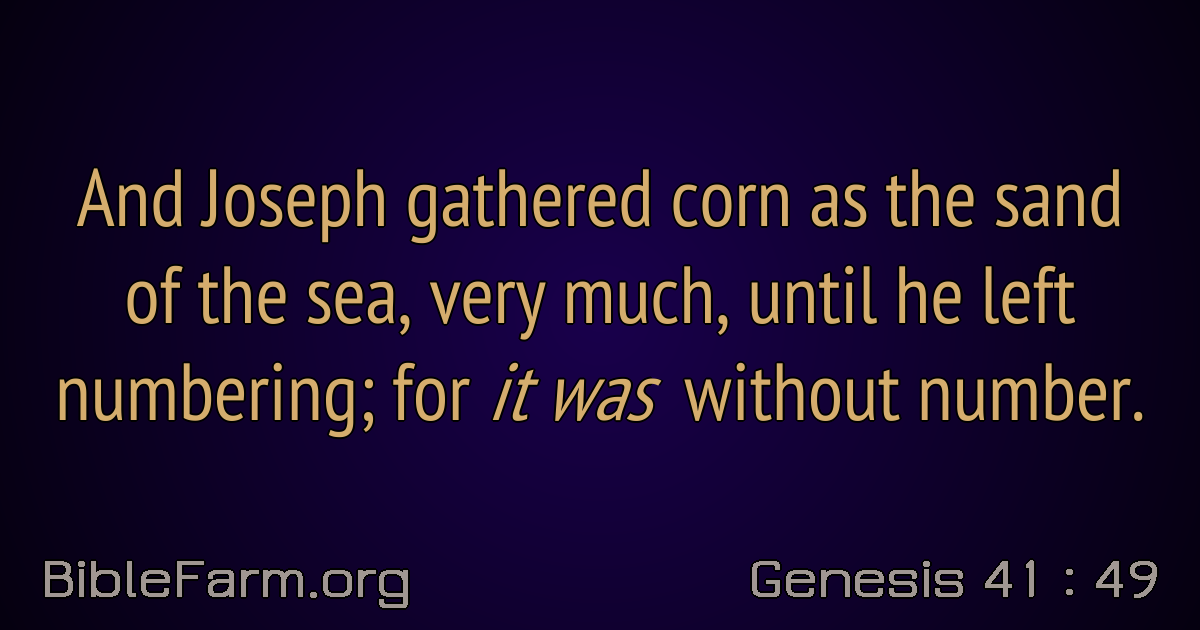 And Joseph gathered corn as the sand
of the sea, very much, until he left
numbering; for it was without number.
BibleFarm.org
Genesis 41 : 49